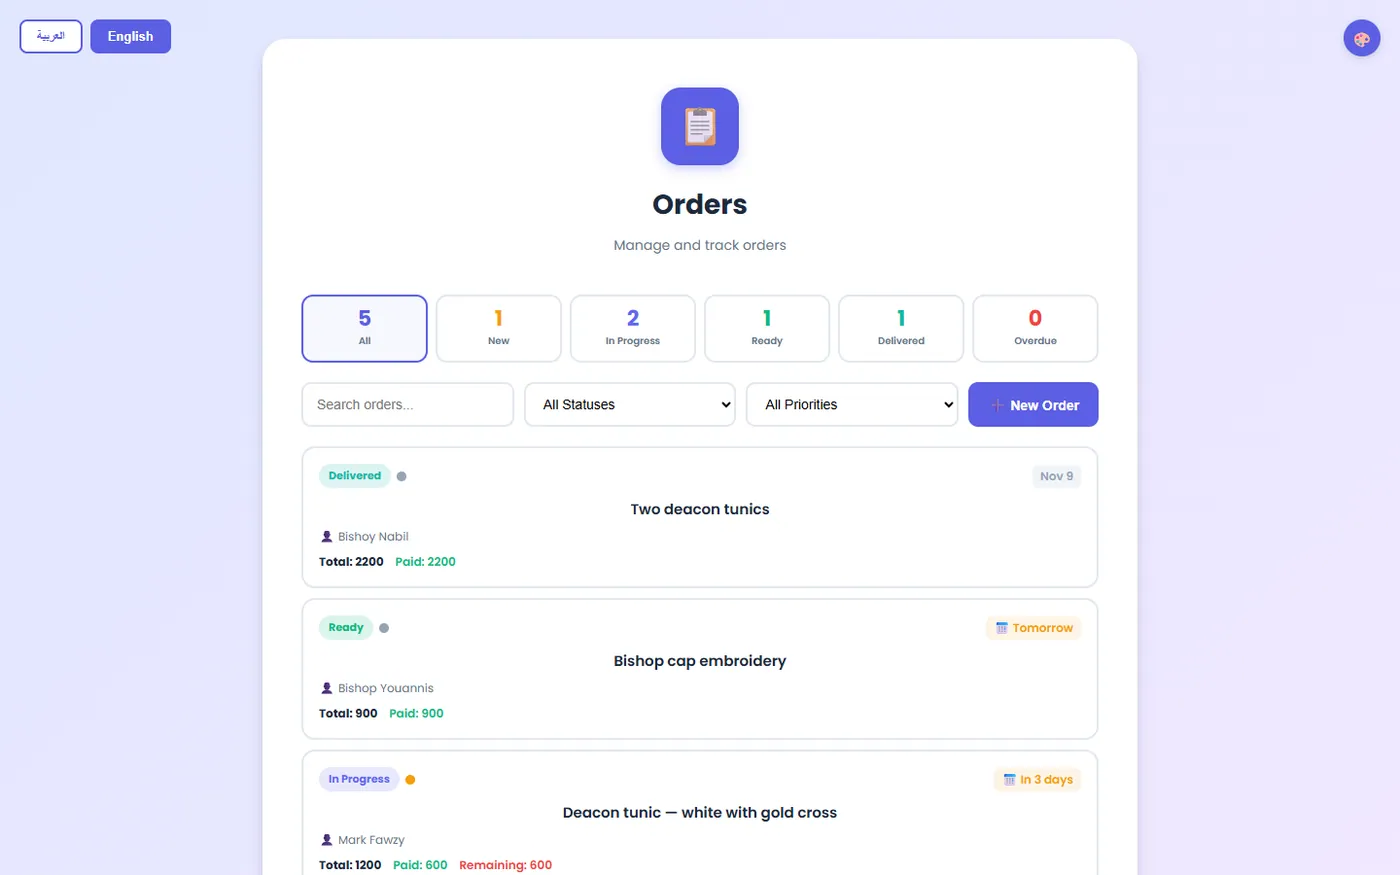 العربية
English
Orders
Manage and track orders
5
All
1
New
2
In Progress
1
Ready
1
Delivered
0
Overdue
Search orders...
All Statuses
All Priorities
New Order
Delivered
Nov 9
Two deacon tunics
Bishoy Nabil
Total: 2200 Paid: 2200
Ready
Tomorrow
Bishop cap embroidery
Bishop Youannis
Total: 900 Paid: 900
In Progress
In 3 days
Deacon tunic — white with gold cross
Mark Fawzy
Total: 1200 Paid: 600 Remaining: 600